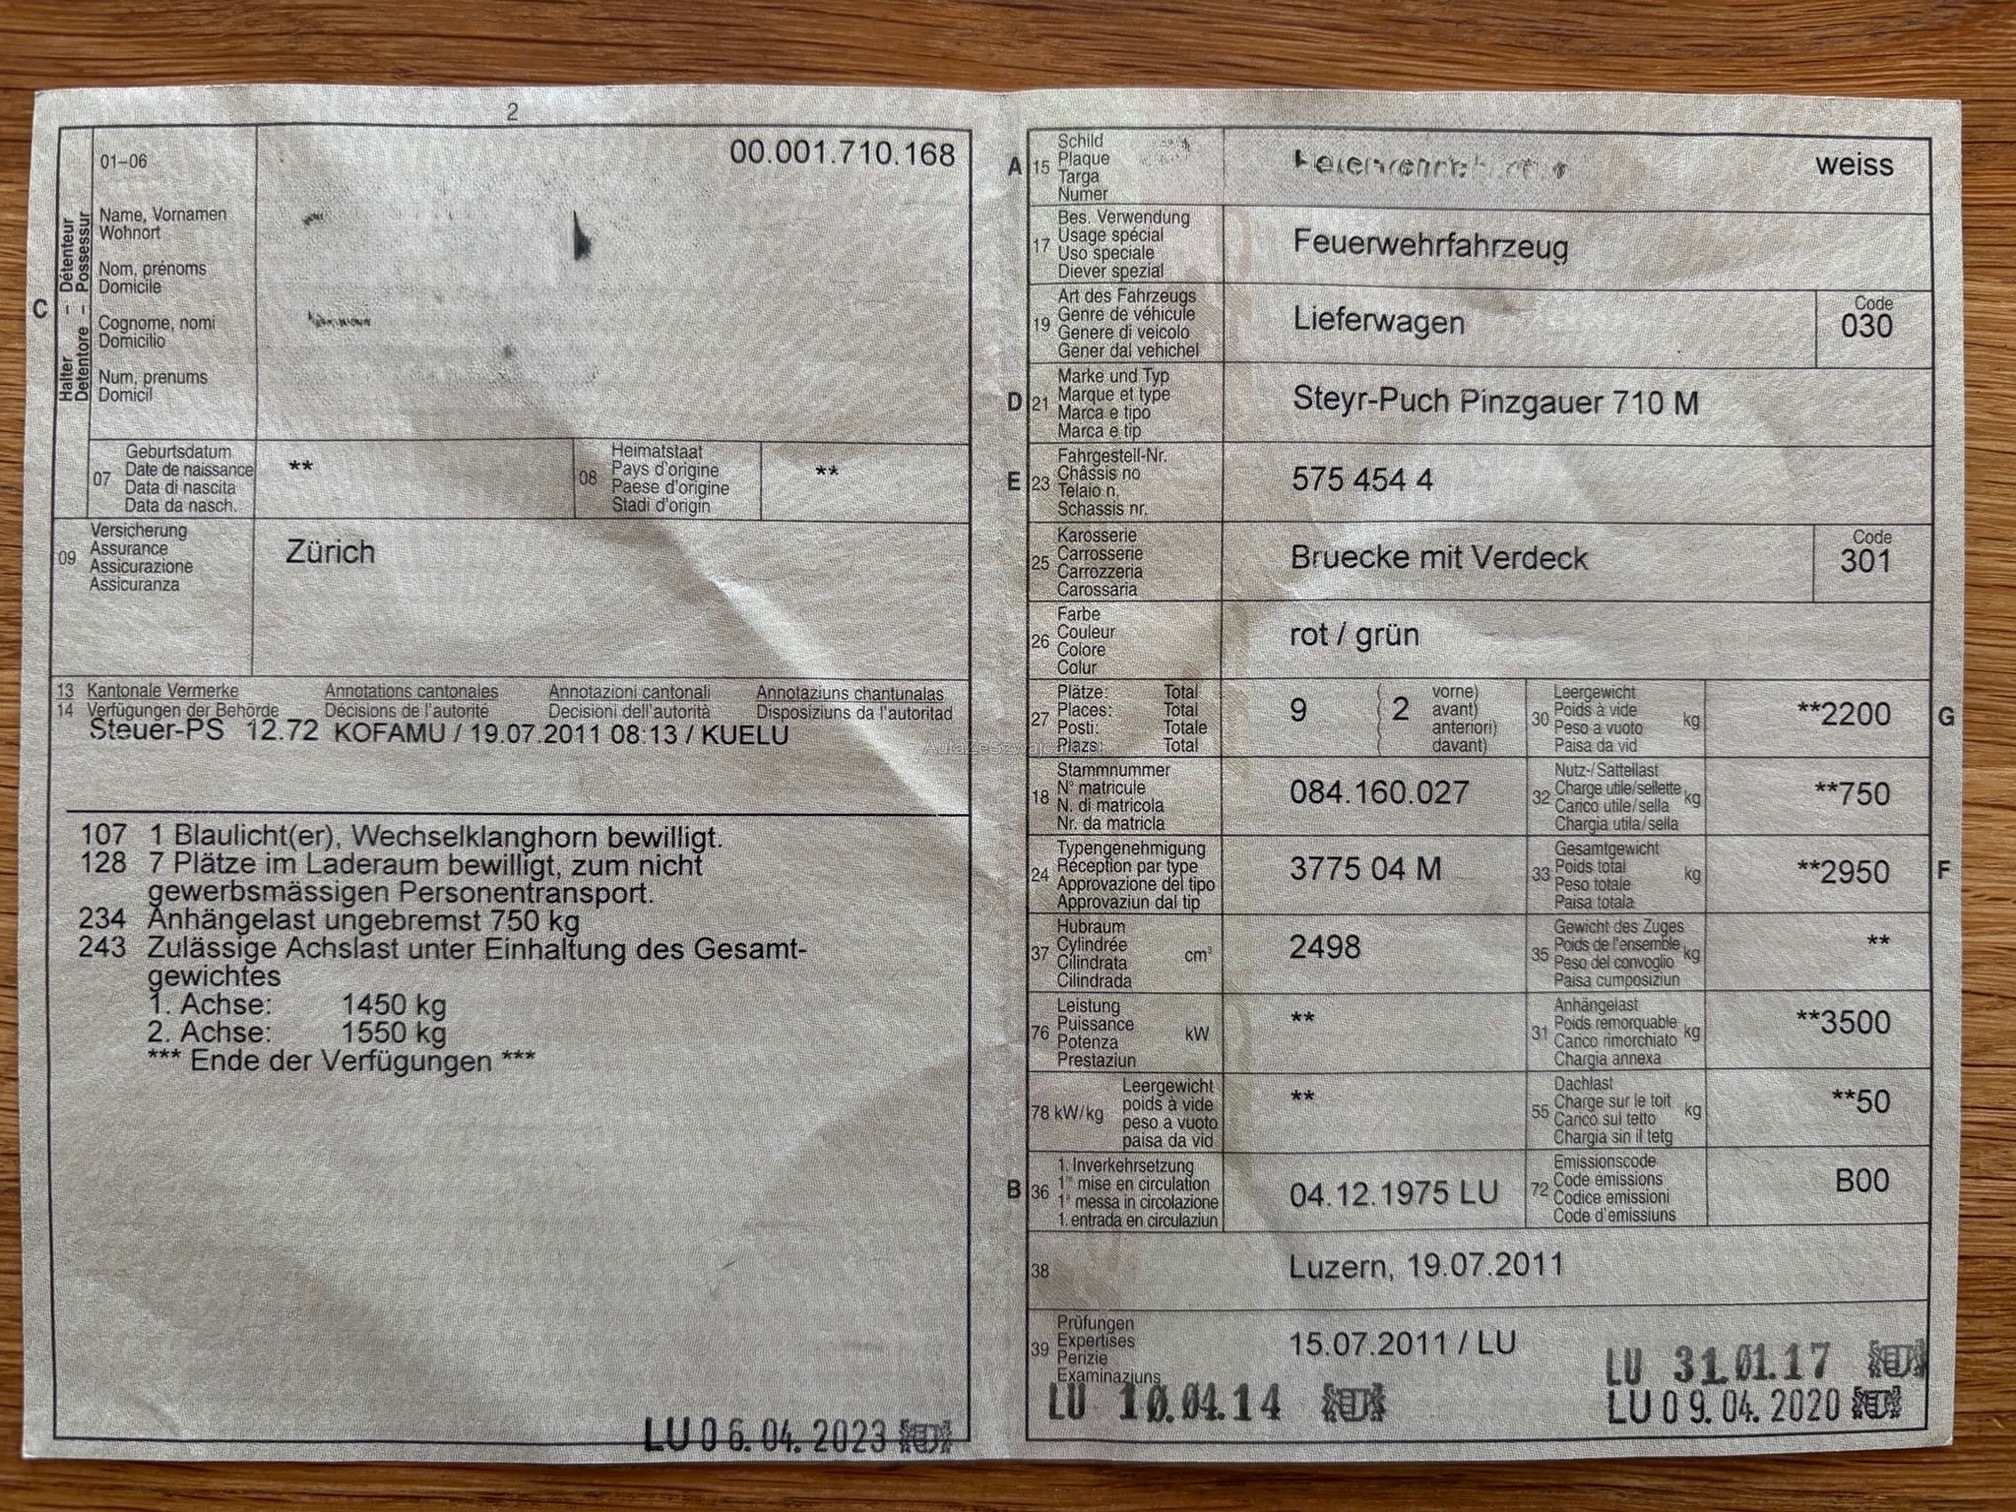 2
01–06
00.001.710.168
C
Halter – Détenteur
Detentore – Possessur
Name, Vornamen
Wohnort
Nom, prénoms
Domicile
Cognome, nomi
Domicilio
Num, prenums
Domicil
07
Geburtsdatum
Date de naissance
Data di nascita
Data da nasch.
**
08
Heimatstaat
Pays d'origine
Paese d'origine
Stadi d'origin
**
09
Versicherung
Assurance
Assicurazione
Assicuranza
Zürich
13 Kantonale Vermerke Annotations cantonales Annotazioni cantonali Annotaziuns chantunalas
14 Verfügungen der Behörde Décisions de l'autorité Decisioni dell'autorità Disposiziuns da l'autoritad
Steuer-PS 12.72 KOFAMU / 19.07.2011 08:13 / KUELU
107 1 Blaulicht(er), Wechselklanghorn bewilligt.
128 7 Plätze im Laderaum bewilligt, zum nicht
gewerbsmässigen Personentransport.
234 Anhängelast ungebremst 750 kg
243 Zulässige Achslast unter Einhaltung des Gesamt-
gewichtes
1. Achse: 1450 kg
2. Achse: 1550 kg
*** Ende der Verfügungen ***
LU 06.04.2023
A 15
Schild
Plaque
Targa
Numer
weiss
17
Bes. Verwendung
Usage spécial
Uso speciale
Diever spezial
Feuerwehrfahrzeug
19
Art des Fahrzeugs
Genre de véhicule
Genere di veicolo
Gener dal vehichel
Lieferwagen
Code
030
D 21
Marke und Typ
Marque et type
Marca e tipo
Marca e tip
Steyr-Puch Pinzgauer 710 M
E 23
Fahrgestell-Nr.
Châssis no
Telaio n.
Schassis nr.
575 454 4
25
Karosserie
Carrosserie
Carrozzeria
Carossaria
Bruecke mit Verdeck
Code
301
26
Farbe
Couleur
Colore
Colur
rot / grün
27
Plätze: Total
Places: Total
Posti: Totale
Plazs: Total
9
2
vorne)
avant)
anteriori)
davant)
30
Leergewicht
Poids à vide
Peso a vuoto
Paisa da vid
kg
**2200
G
18
Stammnummer
N° matricule
N. di matricola
Nr. da matricla
084.160.027
32
Nutz-/Sattellast
Charge utile/sellette
Carico utile/sella
Chargia utila/sella
kg
**750
24
Typengenehmigung
Réception par type
Approvazione del tipo
Approvaziun dal tip
3775 04 M
33
Gesamtgewicht
Poids total
Peso totale
Paisa totala
kg
**2950
F
37
Hubraum
Cylindrée
Cilindrata
Cilindrada
cm³
2498
35
Gewicht des Zuges
Poids de l'ensemble
Peso del convoglio
Paisa cumposiziun
kg
**
76
Leistung
Puissance
Potenza
Prestaziun
kW
**
31
Anhängelast
Poids remorquable
Carico rimorchiato
Chargia annexa
kg
**3500
78 kW/kg
Leergewicht
poids à vide
peso a vuoto
paisa da vid
**
55
Dachlast
Charge sur le toit
Carico sul tetto
Chargia sin il tetg
kg
**50
B 36
1. Inverkehrsetzung
1re mise en circulation
1a messa in circolazione
1. entrada en circulaziun
04.12.1975 LU
72
Emissionscode
Code émissions
Codice emissioni
Code d'emissiuns
B00
38
Luzern, 19.07.2011
39
Prüfungen
Expertises
Perizie
Examinaziuns
15.07.2011 / LU
LU 31.01.17
LU 10.04.14
LU 09.04.2020